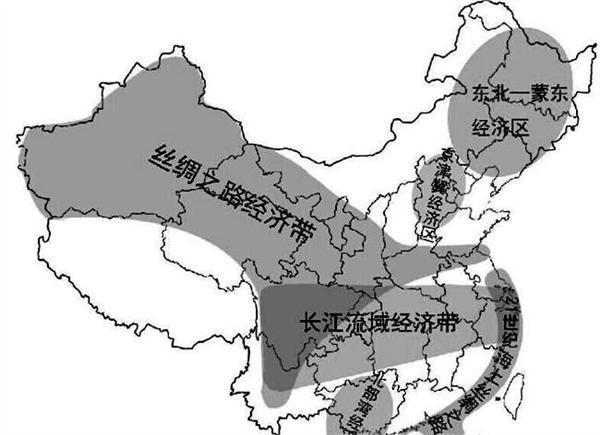 东北—蒙东
经济区
京津冀经济区
丝绸之路经济带
长江流域经济带
21世纪海上丝绸之路
北部湾经